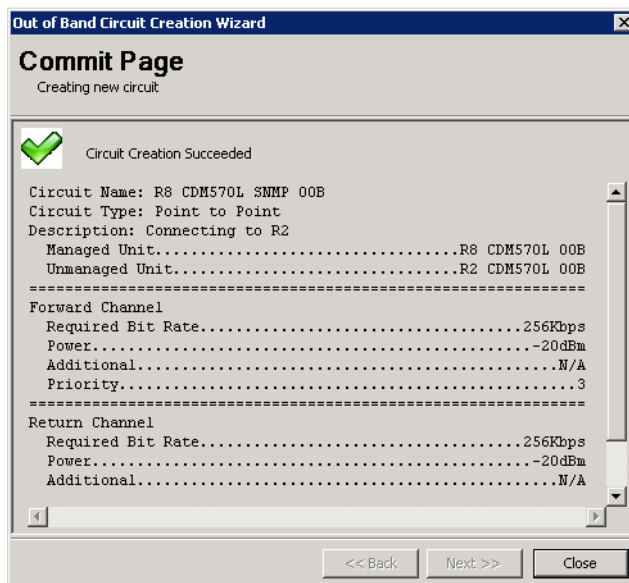 Out of Band Circuit Creation Wizard
Commit Page
Creating new circuit
Circuit Creation Succeeded
Circuit Name: R8 CDM570L SNMP OOB
Circuit Type: Point to Point
Description: Connecting to R2
Managed Unit.................................R8 CDM570L OOB
Unmanaged Unit...............................R2 CDM570L OOB
=============================================================
Forward Channel
Required Bit Rate...................................256Kbps
Power................................................-20dBm
Additional..............................................N/A
Priority..................................................3
=============================================================
Return Channel
Required Bit Rate...................................256Kbps
Power................................................-20dBm
Additional..............................................N/A
<< Back Next >> Close